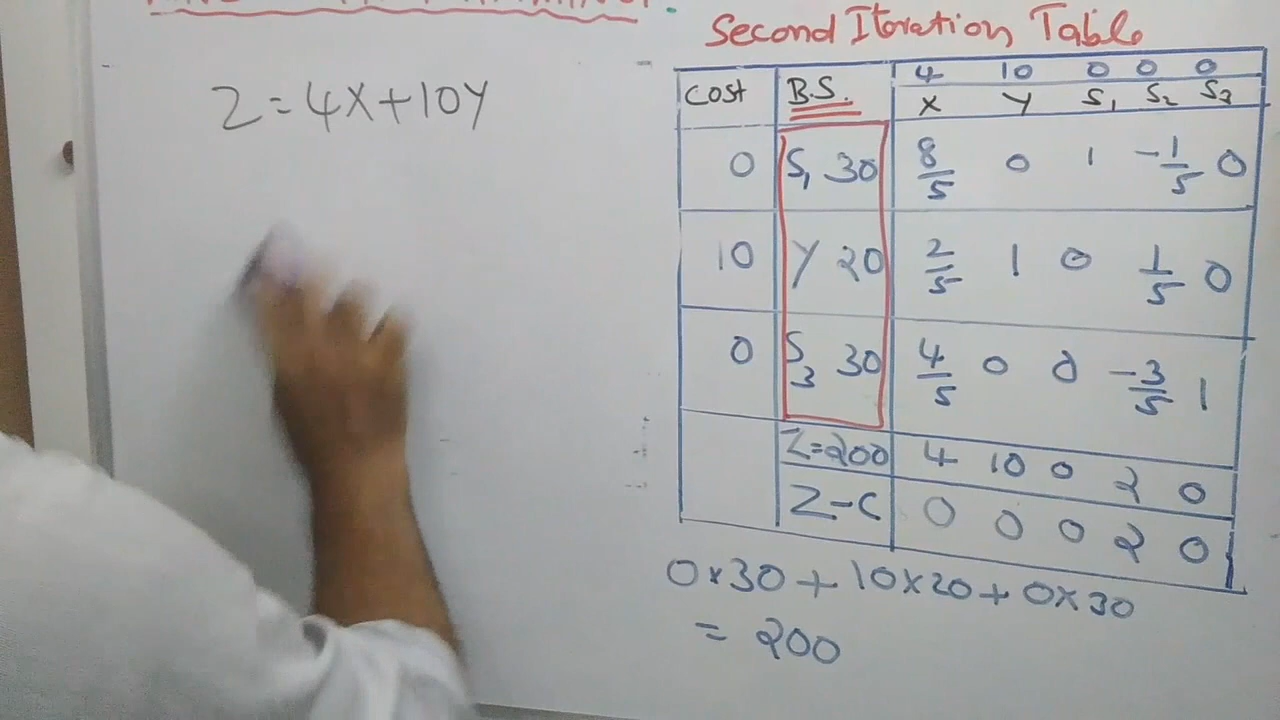 Z = 4X + 10Y
Second Iteration Table
4 10 0 0 0
Cost B.S. X Y S₁ S₂ S₃
0 S₁ 30 8/5 0 1 -1/5 0
10 Y 20 2/5 1 0 1/5 0
0 S₃ 30 4/5 0 0 -3/5 1
Z=200 4 10 0 2 0
Z-C 0 0 0 2 0
0×30 + 10×20 + 0×30
= 200